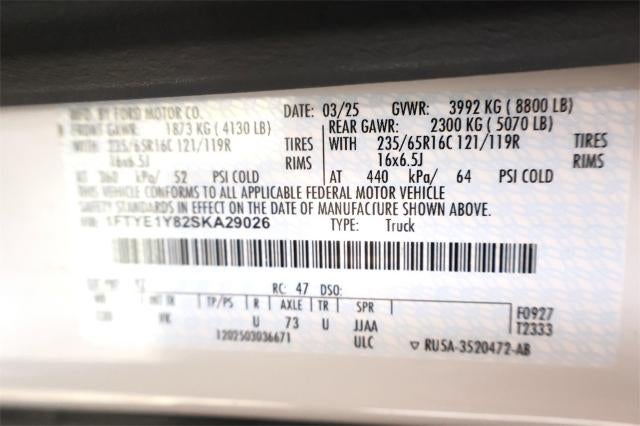 MFD. BY FORD MOTOR CO. DATE: 03/25 GVWR: 3992 KG (8800 LB)
FRONT GAWR: 1873 KG (4130 LB) REAR GAWR: 2300 KG (5070 LB)
WITH 235/65R16C 121/119R TIRES WITH 235/65R16C 121/119R TIRES
16x6.5J RIMS 16x6.5J RIMS
AT 360 kPa/ 52 PSI COLD AT 440 kPa/ 64 PSI COLD
THIS VEHICLE CONFORMS TO ALL APPLICABLE FEDERAL MOTOR VEHICLE
SAFETY STANDARDS IN EFFECT ON THE DATE OF MANUFACTURE SHOWN ABOVE.
1FTYE1Y82SKA29026 TYPE: Truck
RC: 47 DSO:
WB INT TR TP/PS R AXLE TR SPR F0927
U 73 U JJAA T2333
1202503036671 ULC ▽ RU5A-3520472-AB